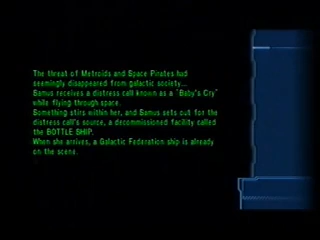 The threat of Metroids and Space Pirates had
seemingly disappeared from galactic society...
Samus receives a distress call known as a "Baby's Cry"
while flying through space.
Something stirs within her, and Samus sets out for the
distress call's source, a decommissioned facility called
the BOTTLE SHIP.
When she arrives, a Galactic Federation ship is already
on the scene.